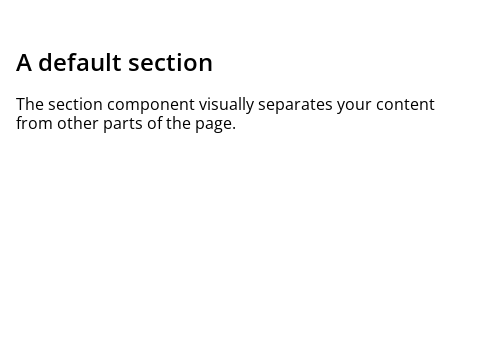 A default section
The section component visually separates your content
from other parts of the page.